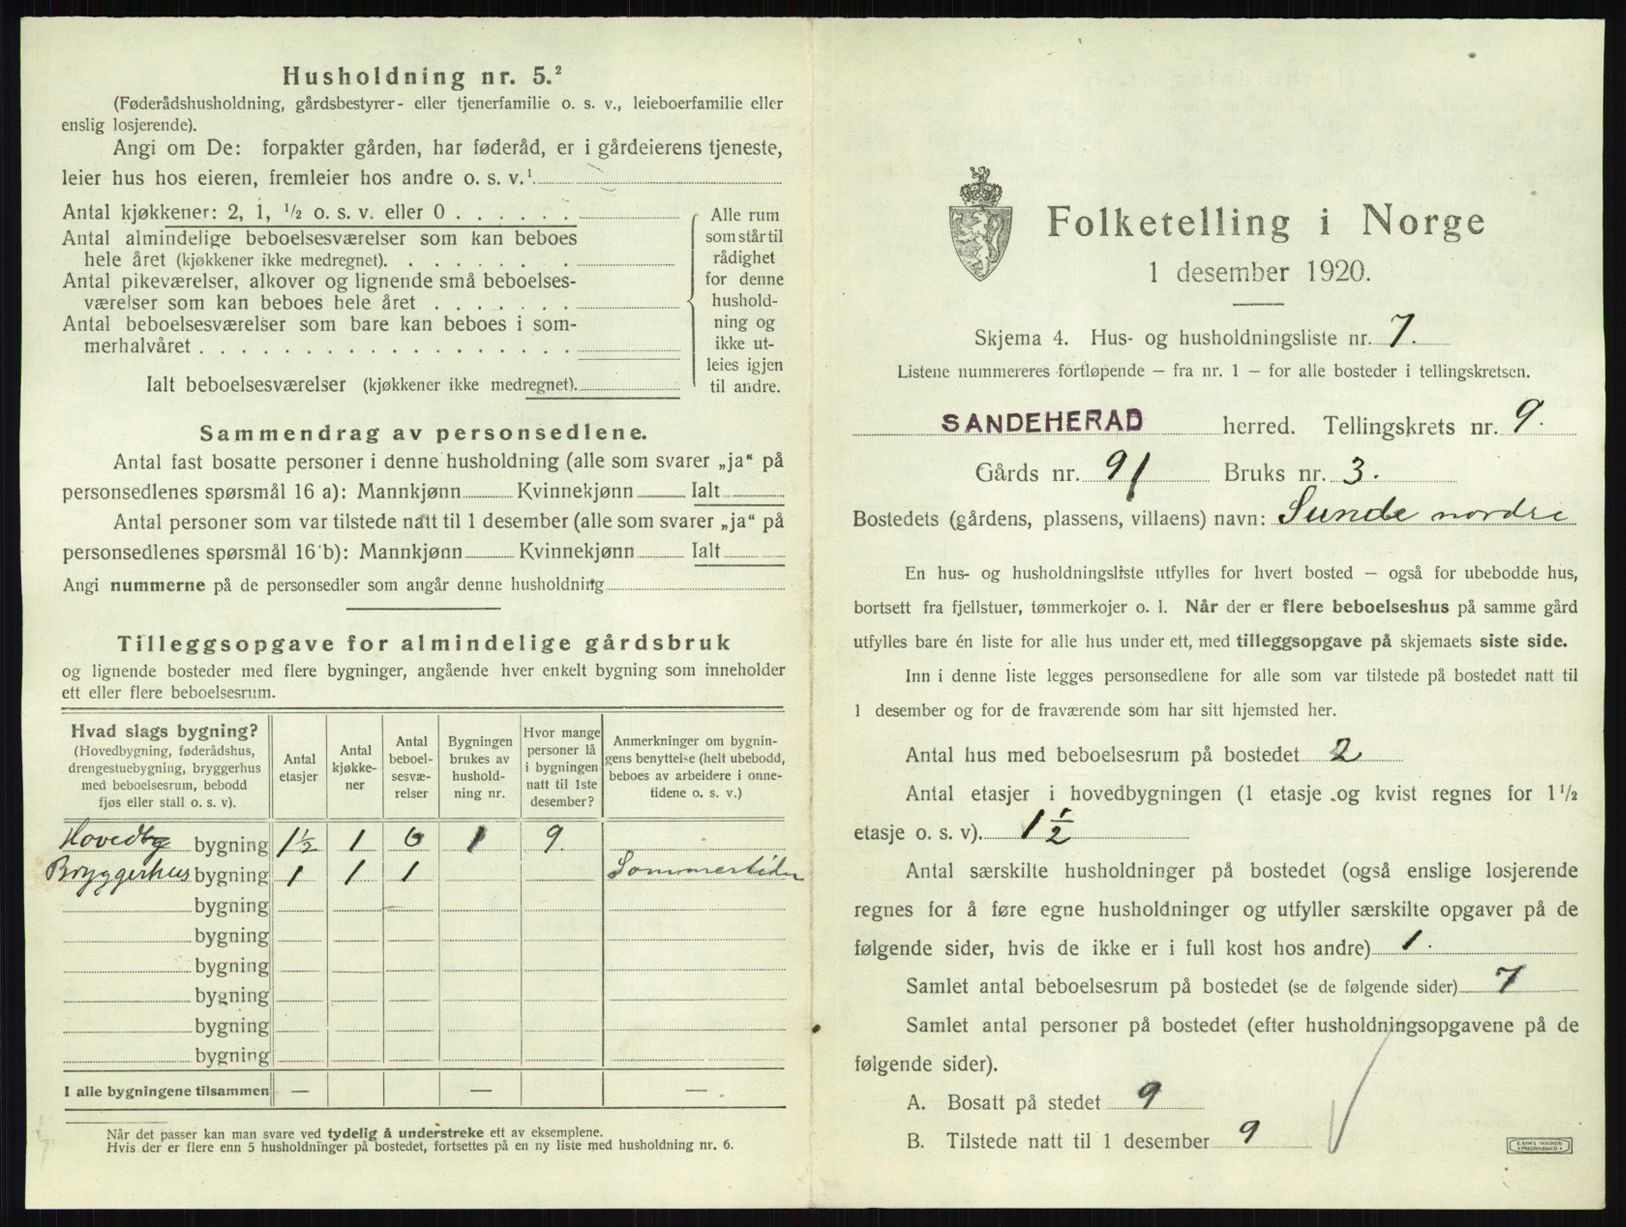 Husholdning nr. 5.²
(Føderådshusholdning, gårdsbestyrer- eller tjenerfamilie o. s. v., leieboerfamilie eller
enslig losjerende).
Angi om De: forpakter gården, har føderåd, er i gårdeierens tjeneste,
leier hus hos eieren, fremleier hos andre o. s. v.¹
Antal kjøkkener: 2, 1, ½ o. s. v. eller 0 . . . . . .
Antal almindelige beboelsesværelser som kan beboes
hele året (kjøkkener ikke medregnet). . . . . . . .
Antal pikeværelser, alkover og lignende små beboelses-
værelser som kan beboes hele året . . . . . . .
Antal beboelsesværelser som bare kan beboes i som-
merhalvåret . . . . . . . . . . . . . . . . .
Ialt beboelsesværelser (kjøkkener ikke medregnet).
Alle rum
som står til
rådighet
for denne
hushold-
ning og
ikke ut-
leies igjen
til andre.
Sammendrag av personsedlene.
Antal fast bosatte personer i denne husholdning (alle som svarer „ja“ på
personsedlenes spørsmål 16 a): Mannkjønn Kvinnekjønn Ialt
Antal personer som var tilstede natt til 1 desember (alle som svarer „ja“ på
personsedlenes spørsmål 16 b): Mannkjønn Kvinnekjønn Ialt
Angi nummerne på de personsedler som angår denne husholdning
Tilleggsopgave for almindelige gårdsbruk
og lignende bosteder med flere bygninger, angående hver enkelt bygning som inneholder
ett eller flere beboelsesrum.
Hvad slags bygning?
(Hovedbygning, føderådshus,
drengestuebygning, bryggerhus
med beboelsesrum, bebodd
fjøs eller stall o. s. v).
Antal
etasjer
Antal
kjøkke-
ner
Antal
beboel-
sesvæ-
relser
Bygningen
brukes av
hushold-
ning nr.
Hvor mange
personer lå
i bygningen
natt til 1ste
desember?
Anmerkninger om bygnin-
gens benyttelse (helt ubebodd,
beboes av arbeidere i onne-
tidene o. s. v.)
Hovedby bygning 1½ 1 6 1 9.
Bryggerhus bygning 1 1 1 Sommertiden
bygning
bygning
bygning
bygning
bygning
bygning
I alle bygningene tilsammen — — —
Når det passer kan man svare ved tydelig å understreke ett av eksemplene.
Hvis der er flere enn 5 husholdninger på bostedet, fortsettes på en ny liste med husholdning nr. 6.
Folketelling i Norge
1 desember 1920.
Skjema 4. Hus- og husholdningsliste nr. 7.
Listene nummereres fortløpende — fra nr. 1 — for alle bosteder i tellingskretsen.
SANDEHERAD herred. Tellingskrets nr. 9.
Gårds nr. 91 Bruks nr. 3.
Bostedets (gårdens, plassens, villaens) navn: Sunde nordre
En hus- og husholdningsliste utfylles for hvert bosted — også for ubebodde hus,
bortsett fra fjellstuer, tømmerkojer o. l. Når der er flere beboelseshus på samme gård
utfylles bare én liste for alle hus under ett, med tilleggsopgave på skjemaets siste side.
Inn i denne liste legges personsedlene for alle som var tilstede på bostedet natt til
1 desember og for de fraværende som har sitt hjemsted her.
Antal hus med beboelsesrum på bostedet 2
Antal etasjer i hovedbygningen (1 etasje og kvist regnes for 1½
etasje o. s. v). 1½
Antal særskilte husholdninger på bostedet (også enslige losjerende
regnes for å føre egne husholdninger og utfyller særskilte opgaver på de
følgende sider, hvis de ikke er i full kost hos andre) 1.
Samlet antal beboelsesrum på bostedet (se de følgende sider) 7
Samlet antal personer på bostedet (efter husholdningsopgavene på de
følgende sider).
A. Bosatt på stedet 9
B. Tilstede natt til 1 desember 9